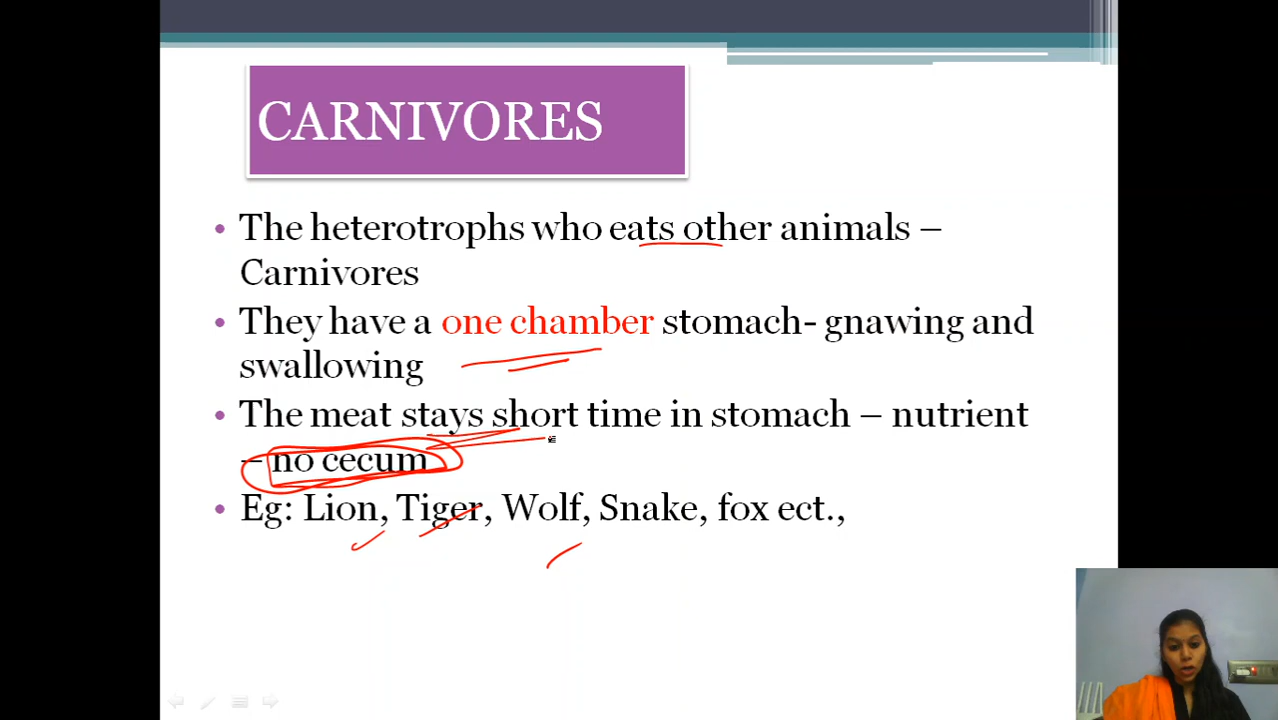 CARNIVORES
• The heterotrophs who eats other animals –
Carnivores
• They have a one chamber stomach- gnawing and
swallowing
• The meat stays short time in stomach – nutrient
– no cecum
• Eg: Lion, Tiger, Wolf, Snake, fox ect.,